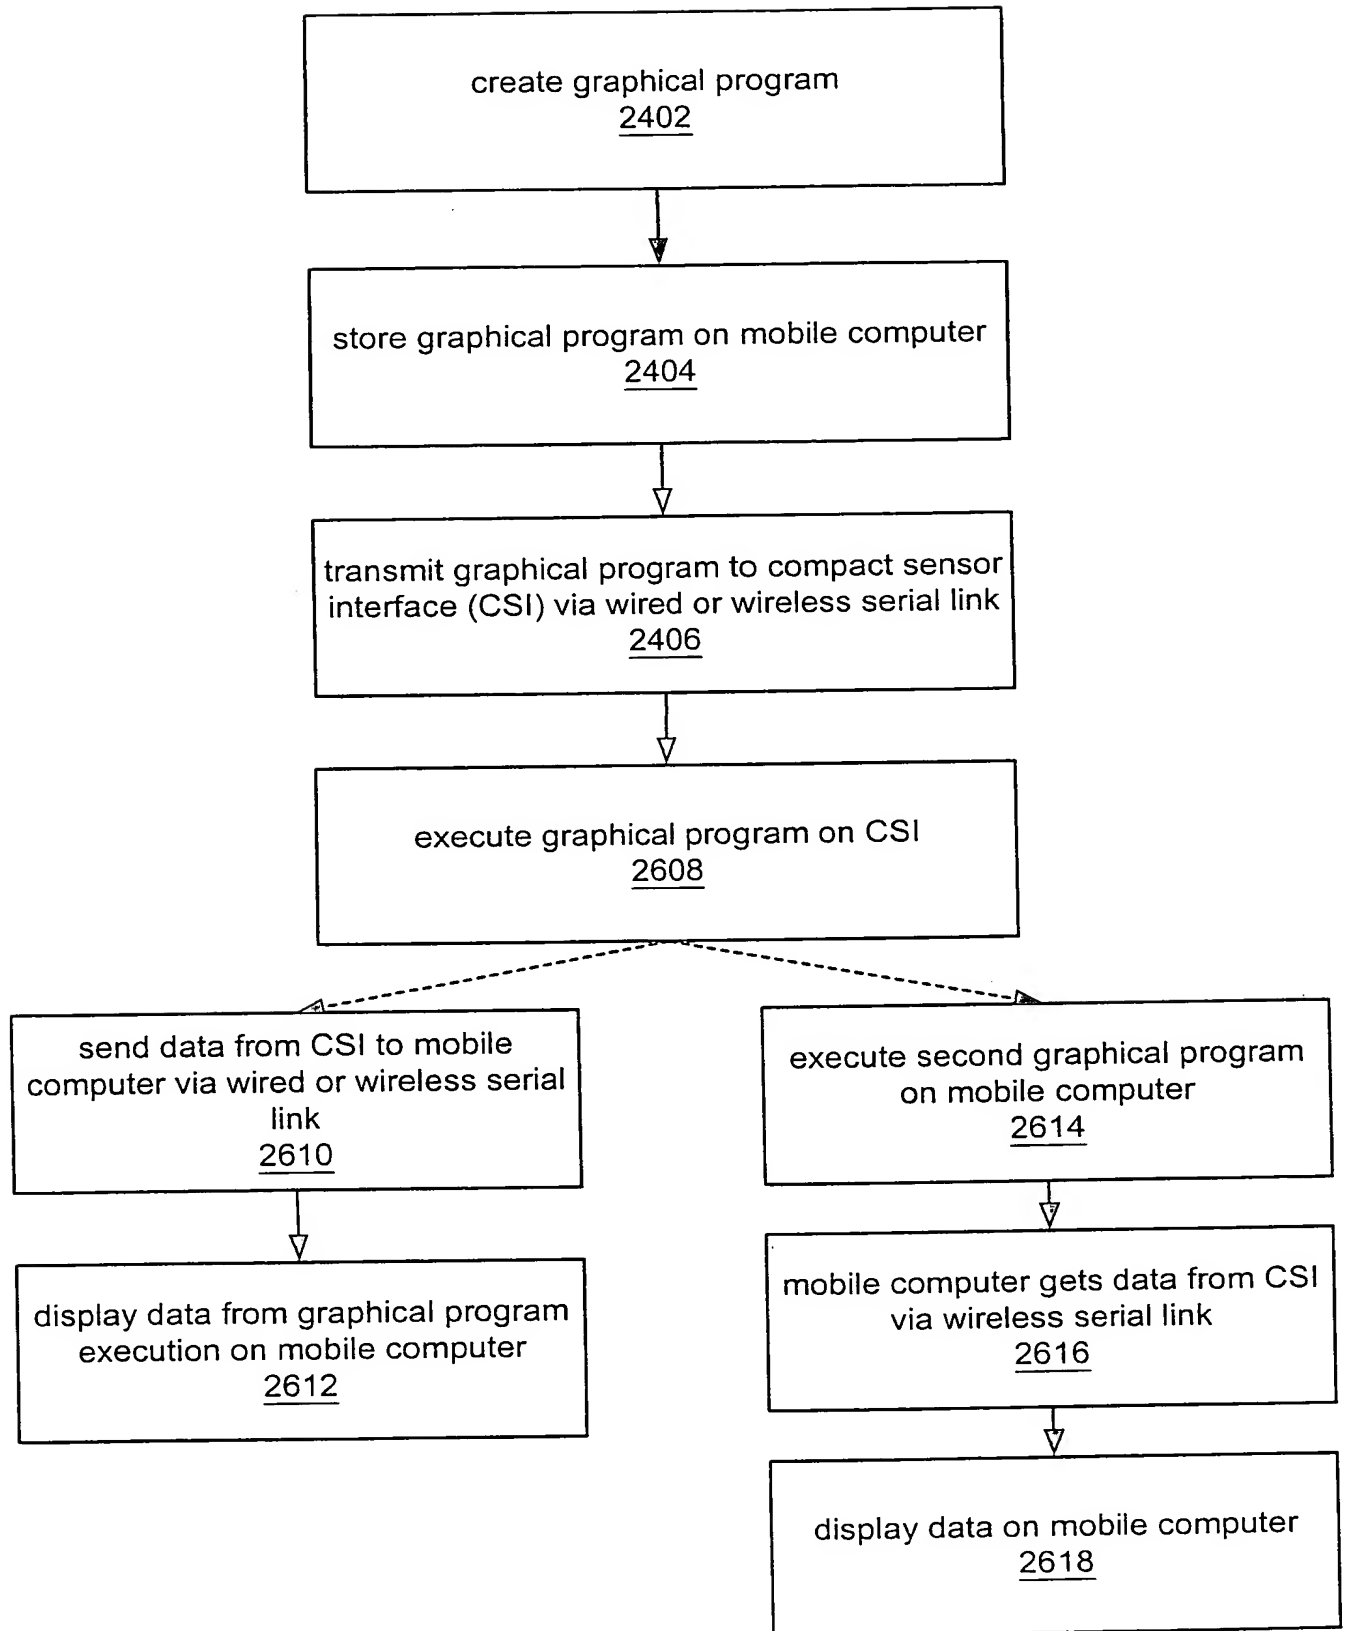 create graphical program
2402
store graphical program on mobile computer
2404
transmit graphical program to compact sensor
interface (CSI) via wired or wireless serial link
2406
execute graphical program on CSI
2608
send data from CSI to mobile
computer via wired or wireless serial
link
2610
display data from graphical program
execution on mobile computer
2612
execute second graphical program
on mobile computer
2614
mobile computer gets data from CSI
via wireless serial link
2616
display data on mobile computer
2618